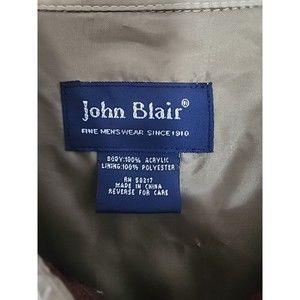 John Blair®
FINE MENSWEAR SINCE 1910
BODY:100% ACRYLIC
LINING:100% POLYESTER
RN 59217
MADE IN CHINA
REVERSE FOR CARE